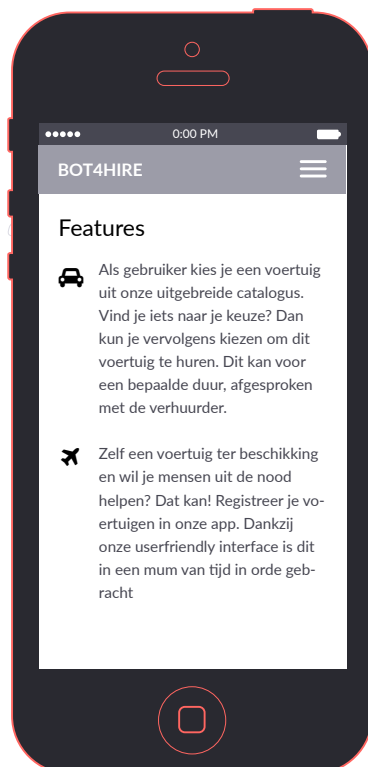 0:00 PM
BOT4HIRE
Features
Als gebruiker kies je een voertuig
uit onze uitgebreide catalogus.
Vind je iets naar je keuze? Dan
kun je vervolgens kiezen om dit
voertuig te huren. Dit kan voor
een bepaalde duur, afgesproken
met de verhuurder.
Zelf een voertuig ter beschikking
en wil je mensen uit de nood
helpen? Dat kan! Registreer je vo-
ertuigen in onze app. Dankzij
onze userfriendly interface is dit
in een mum van tijd in orde geb-
racht